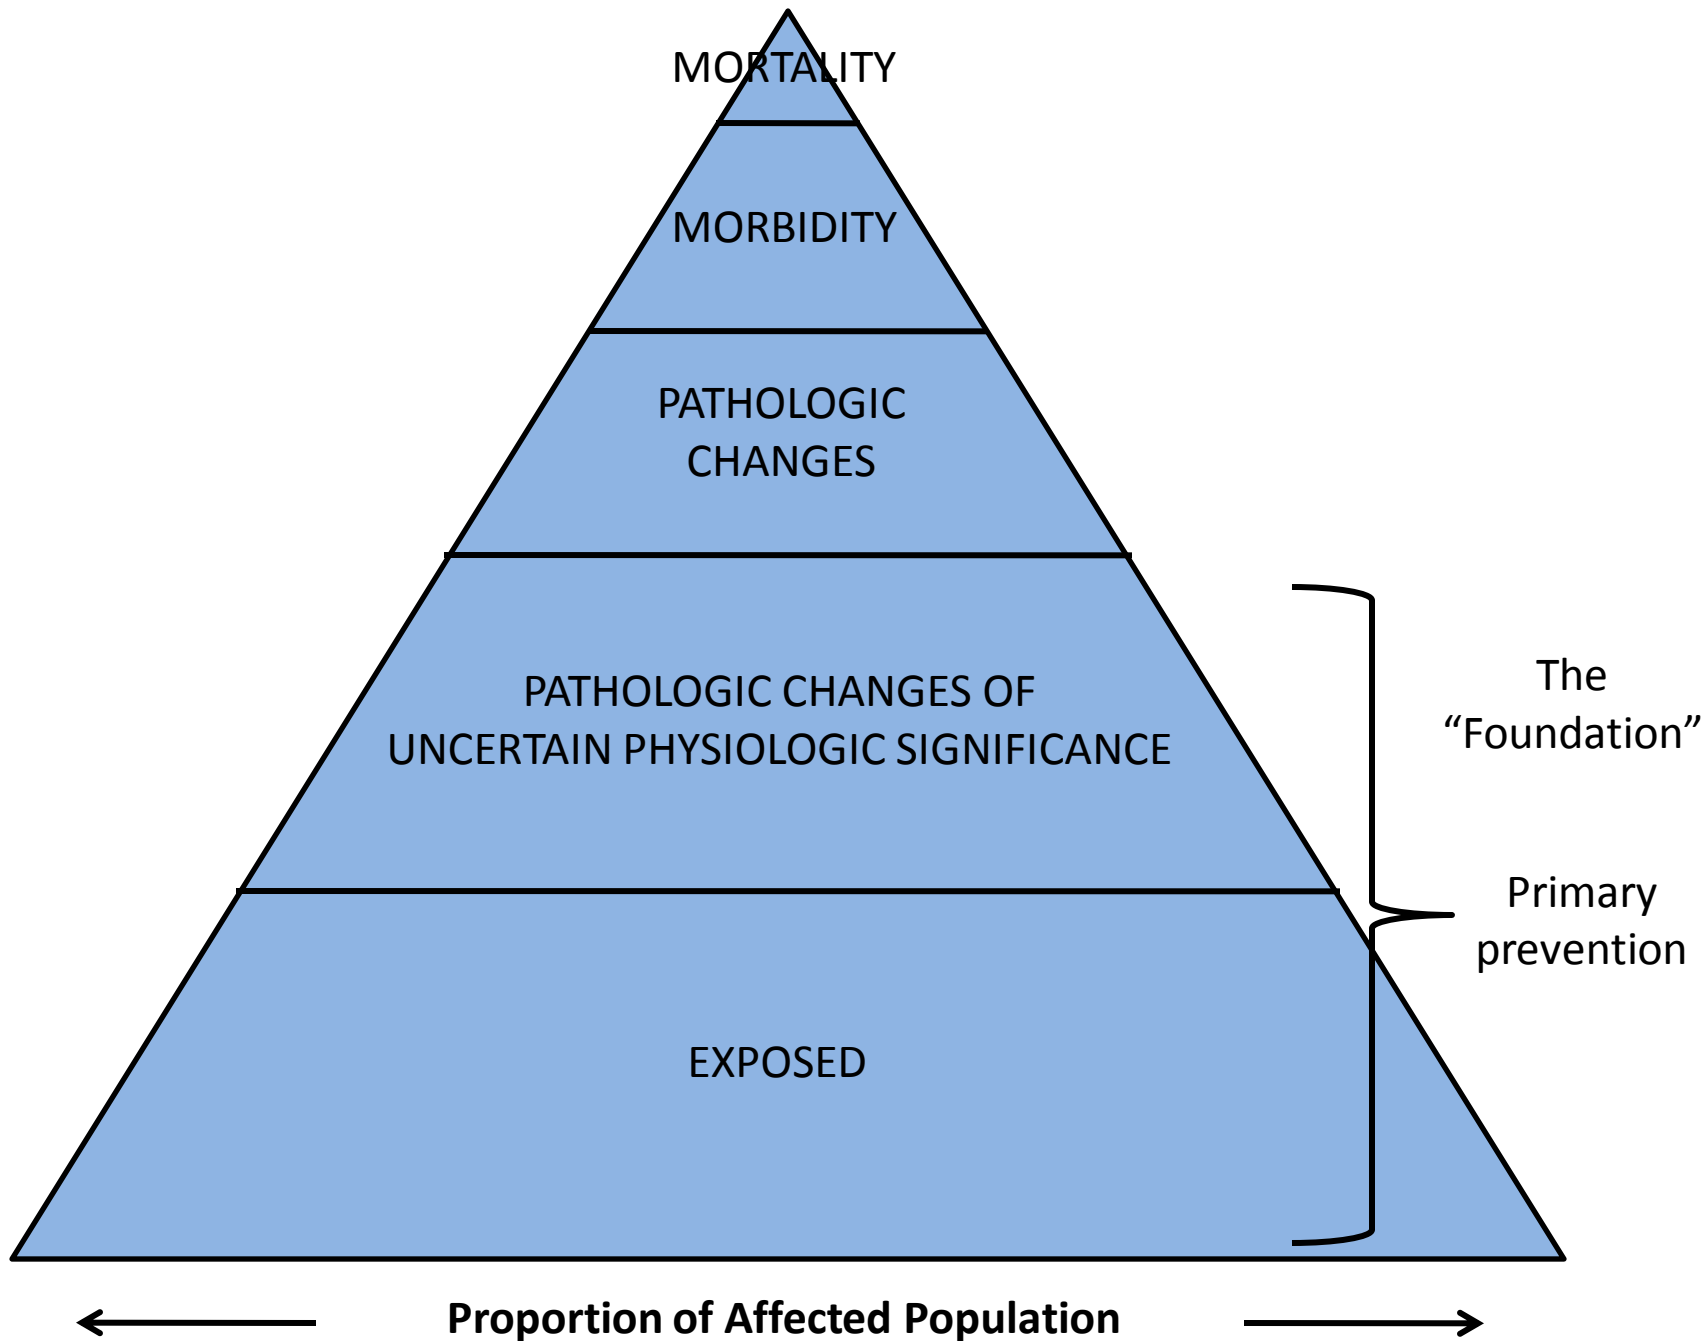 MORTALITY
MORBIDITY
PATHOLOGIC
CHANGES
PATHOLOGIC CHANGES OF
UNCERTAIN PHYSIOLOGIC SIGNIFICANCE
The
“Foundation”
Primary
prevention
EXPOSED
Proportion of Affected Population